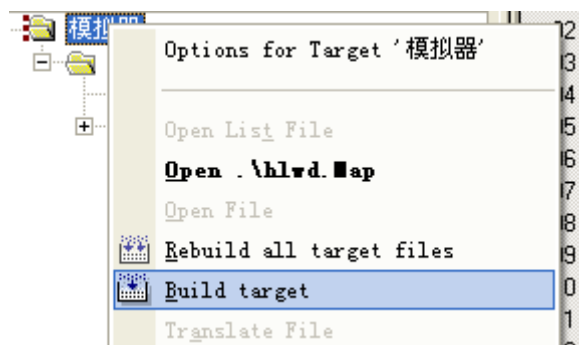 模拟器
Options for Target '模拟器'
Open List File
Open .\hlwd.Map
Open File
Rebuild all target files
Build target
Translate File